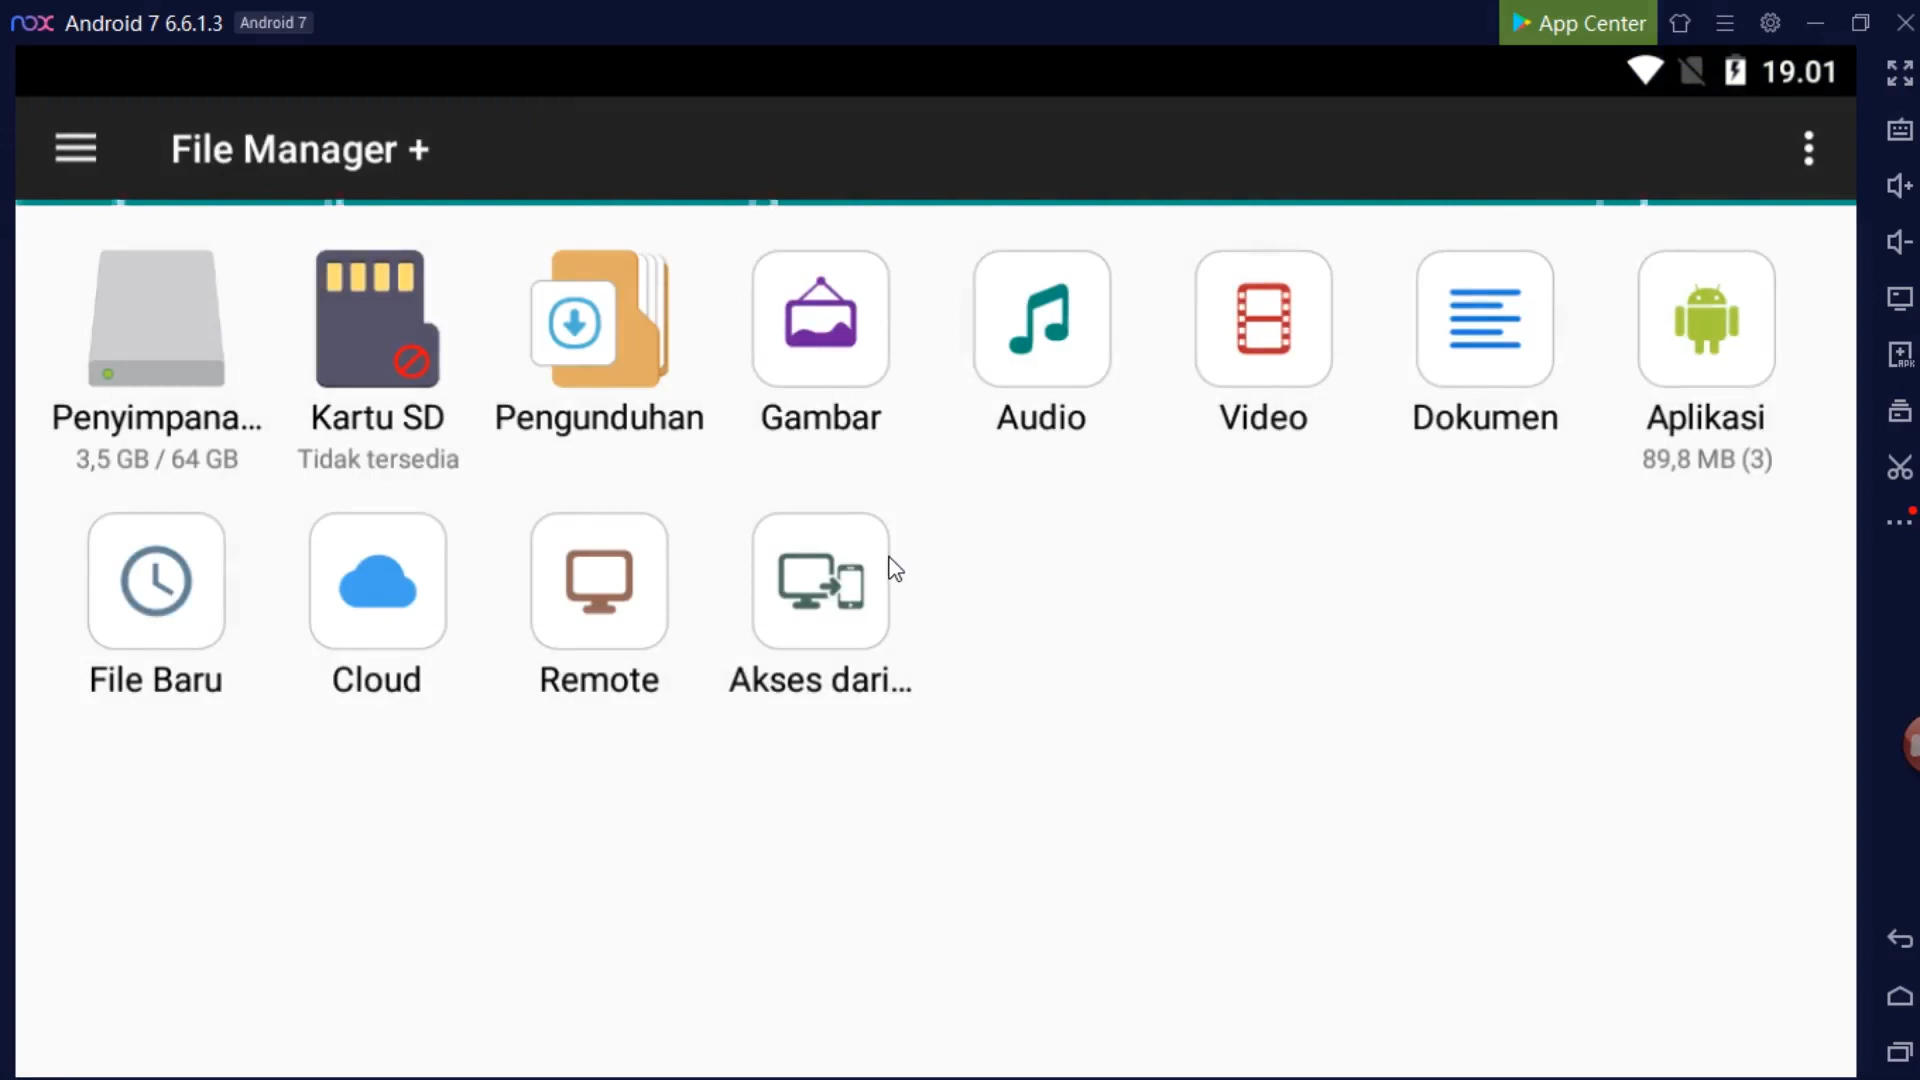 nox Android 7 6.6.1.3 Android 7 App Center
19.01
File Manager +
Penyimpana... Kartu SD Pengunduhan Gambar Audio Video Dokumen Aplikasi
3,5 GB / 64 GB Tidak tersedia 89,8 MB (3)
File Baru Cloud Remote Akses dari...